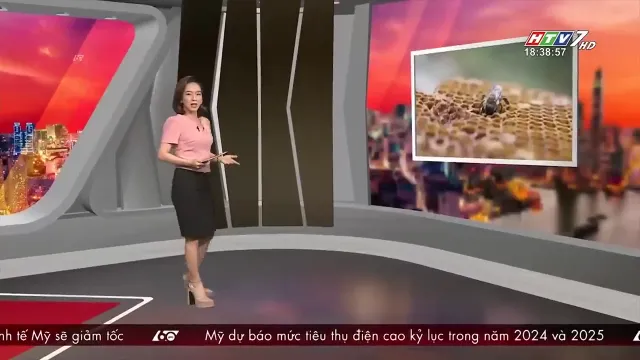 HTV7 HD
18:38:57
nh tế Mỹ sẽ giảm tốc
60 Mỹ dự báo mức tiêu thụ điện cao kỷ lục trong năm 2024 và 2025